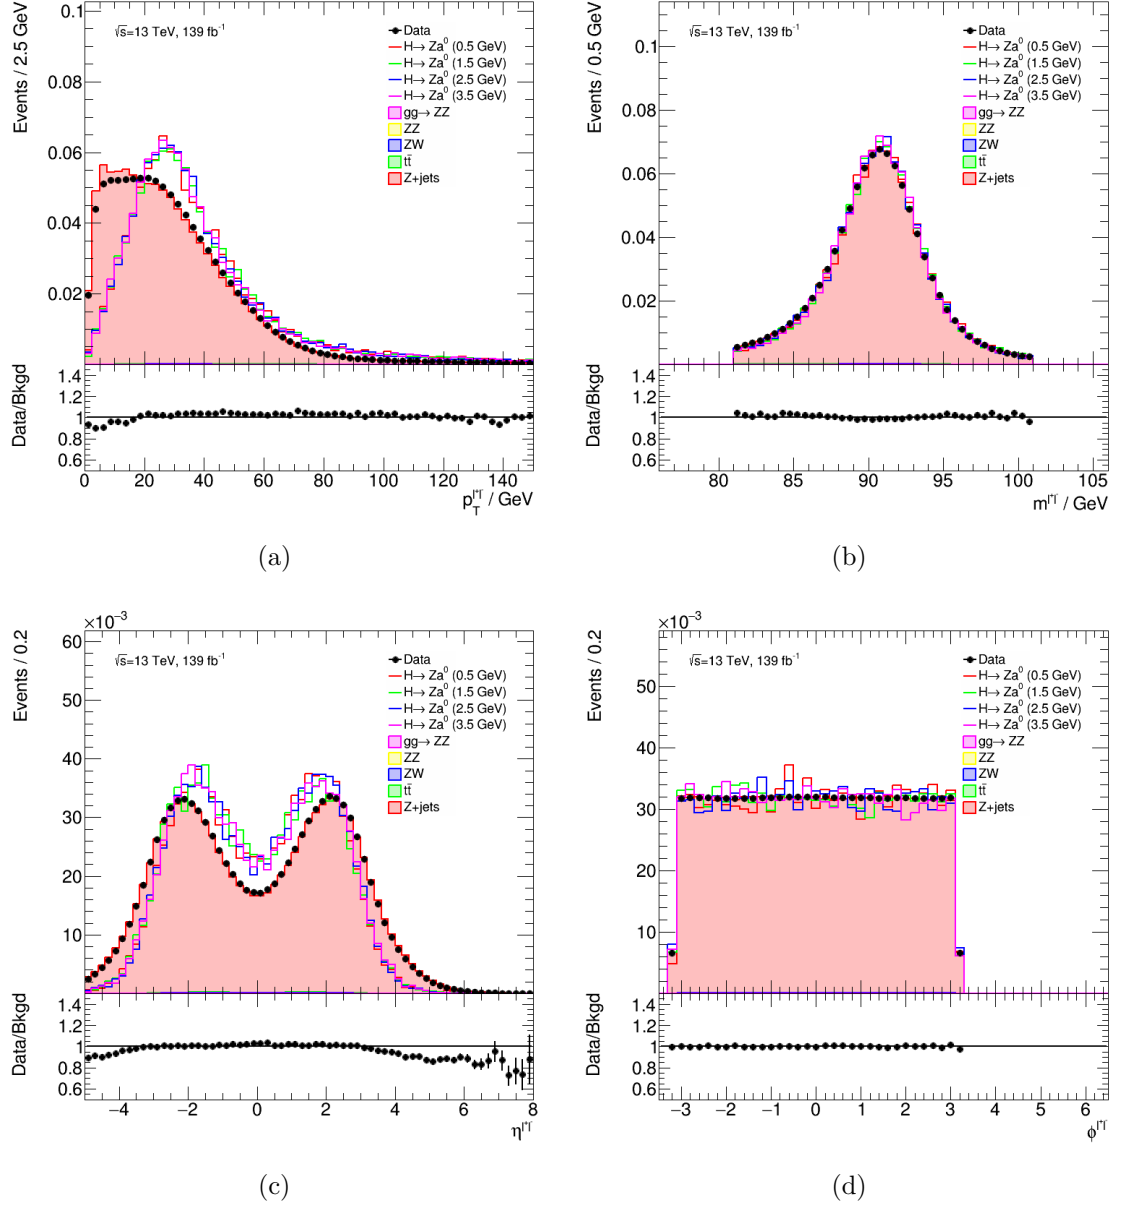 Events / 2.5 GeV
√s=13 TeV, 139 fb⁻¹
Data
H→ Za⁰ (0.5 GeV)
H→ Za⁰ (1.5 GeV)
H→ Za⁰ (2.5 GeV)
H→ Za⁰ (3.5 GeV)
gg→ ZZ
ZZ
ZW
tt̄
Z+jets
0.1
0.08
0.06
0.04
0.02
Data/Bkgd
1.4
1.2
1
0.8
0.6
0 20 40 60 80 100 120 140
p_T^{l⁺l⁻} / GeV
(a)
Events / 0.5 GeV
√s=13 TeV, 139 fb⁻¹
Data
H→ Za⁰ (0.5 GeV)
H→ Za⁰ (1.5 GeV)
H→ Za⁰ (2.5 GeV)
H→ Za⁰ (3.5 GeV)
gg→ ZZ
ZZ
ZW
tt̄
Z+jets
0.1
0.08
0.06
0.04
0.02
Data/Bkgd
1.4
1.2
1
0.8
0.6
80 85 90 95 100 105
m^{l⁺l⁻} / GeV
(b)
×10⁻³
Events / 0.2
√s=13 TeV, 139 fb⁻¹
Data
H→ Za⁰ (0.5 GeV)
H→ Za⁰ (1.5 GeV)
H→ Za⁰ (2.5 GeV)
H→ Za⁰ (3.5 GeV)
gg→ ZZ
ZZ
ZW
tt̄
Z+jets
60
50
40
30
20
10
Data/Bkgd
1.4
1.2
1
0.8
0.6
−4 −2 0 2 4 6 8
η^{l⁺l⁻}
(c)
×10⁻³
Events / 0.2
√s=13 TeV, 139 fb⁻¹
Data
H→ Za⁰ (0.5 GeV)
H→ Za⁰ (1.5 GeV)
H→ Za⁰ (2.5 GeV)
H→ Za⁰ (3.5 GeV)
gg→ ZZ
ZZ
ZW
tt̄
Z+jets
50
40
30
20
10
Data/Bkgd
1.4
1.2
1
0.8
0.6
−3 −2 −1 0 1 2 3 4 5 6
ϕ^{l⁺l⁻}
(d)